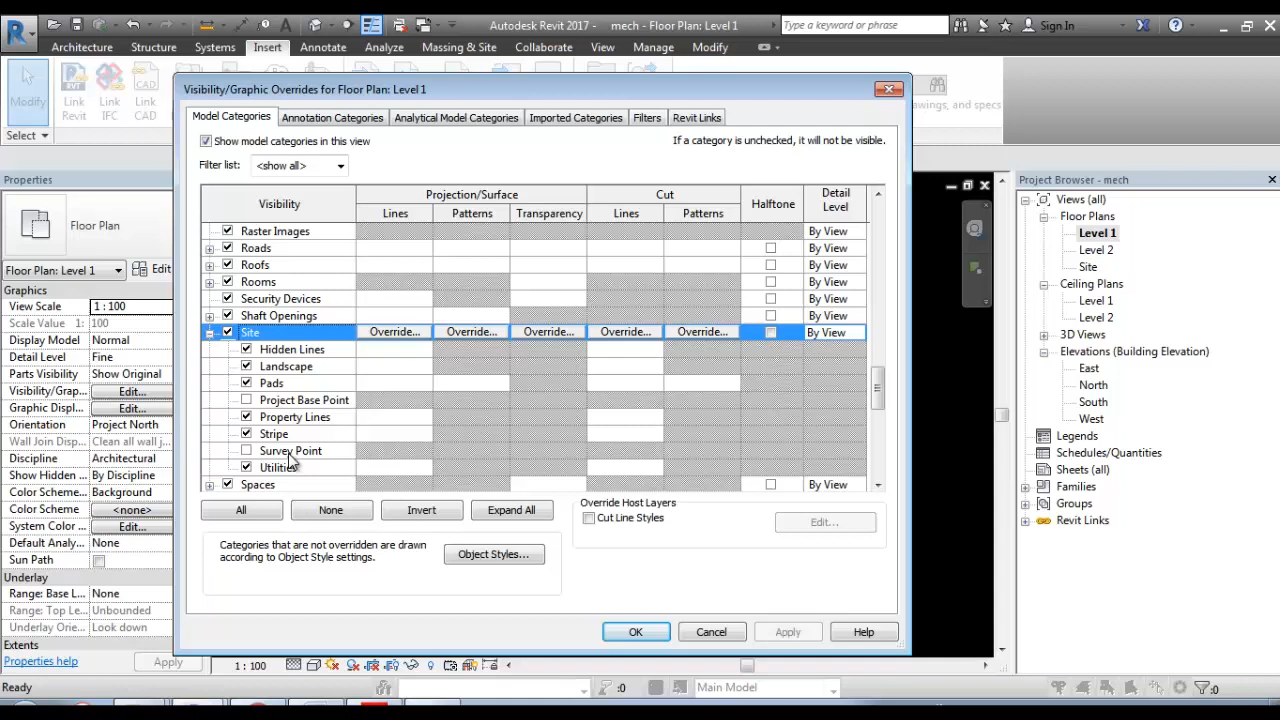 Autodesk Revit 2017 - mech - Floor Plan: Level 1
Type a keyword or phrase
Sign In
Architecture Structure Systems Insert Annotate Analyze Massing & Site Collaborate View Manage Modify
Modify
Link Revit
Link IFC
Link CAD
awings, and specs
Select
Properties
Floor Plan
Floor Plan: Level 1
Edit
Graphics
View Scale 1 : 100
Scale Value 1: 100
Display Model Normal
Detail Level Fine
Parts Visibility Show Original
Visibility/Grap... Edit...
Graphic Displ... Edit...
Orientation Project North
Wall Join Disp... Clean all wall j...
Discipline Architectural
Show Hidden ... By Discipline
Color Scheme... Background
Color Scheme <none>
System Color ... Edit...
Default Analy... None
Sun Path
Underlay
Range: Base L... None
Range: Top Le... Unbounded
Underlay Orie... Look down
Extents
Properties help
Apply
Visibility/Graphic Overrides for Floor Plan: Level 1
Model Categories Annotation Categories Analytical Model Categories Imported Categories Filters Revit Links
Show model categories in this view
If a category is unchecked, it will not be visible.
Filter list: <show all>
Visibility Projection/Surface Cut Halftone Detail Level
Lines Patterns Transparency Lines Patterns
Raster Images By View
Roads By View
Roofs By View
Rooms By View
Security Devices By View
Shaft Openings By View
Site Override... Override... Override... Override... Override... By View
Hidden Lines
Landscape
Pads
Project Base Point
Property Lines
Stripe
Survey Point
Utilities
Spaces By View
All None Invert Expand All
Override Host Layers
Cut Line Styles
Edit...
Categories that are not overridden are drawn
according to Object Style settings.
Object Styles...
OK Cancel Apply Help
Project Browser - mech
Views (all)
Floor Plans
Level 1
Level 2
Site
Ceiling Plans
Level 1
Level 2
3D Views
Elevations (Building Elevation)
East
North
South
West
Legends
Schedules/Quantities
Sheets (all)
Families
Groups
Revit Links
1 : 100
Ready
:0
Main Model
:0